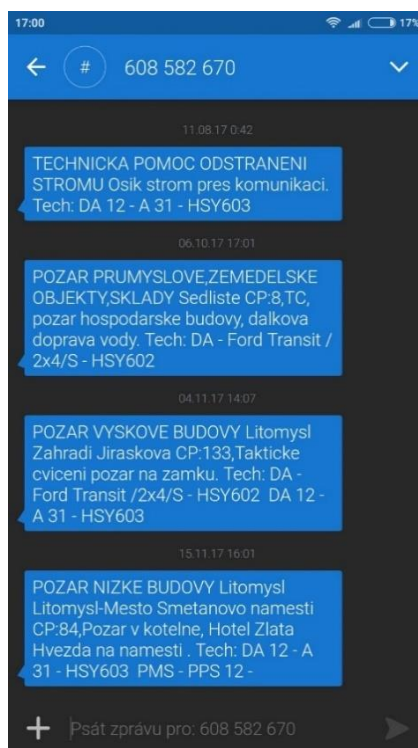 17:00
17%
# 608 582 670
11.08.17 0:42
TECHNICKA POMOC ODSTRANENI
STROMU Osik strom pres komunikaci.
Tech: DA 12 - A 31 - HSY603
06.10.17 17:01
POZAR PRUMYSLOVE,ZEMEDELSKE
OBJEKTY,SKLADY Sedliste CP:8,TC,
pozar hospodarske budovy, dalkova
doprava vody. Tech: DA - Ford Transit /
2x4/S - HSY602
04.11.17 14:07
POZAR VYSKOVE BUDOVY Litomysl
Zahradi Jiraskova CP:133,Takticke
cviceni pozar na zamku. Tech: DA -
Ford Transit /2x4/S - HSY602 DA 12 -
A 31 - HSY603
15.11.17 16:01
POZAR NIZKE BUDOVY Litomysl
Litomysl-Mesto Smetanovo namesti
CP:84,Pozar v kotelne, Hotel Zlata
Hvezda na namesti . Tech: DA 12 - A
31 - HSY603 PMS - PPS 12 -
Psát zprávu pro: 608 582 670